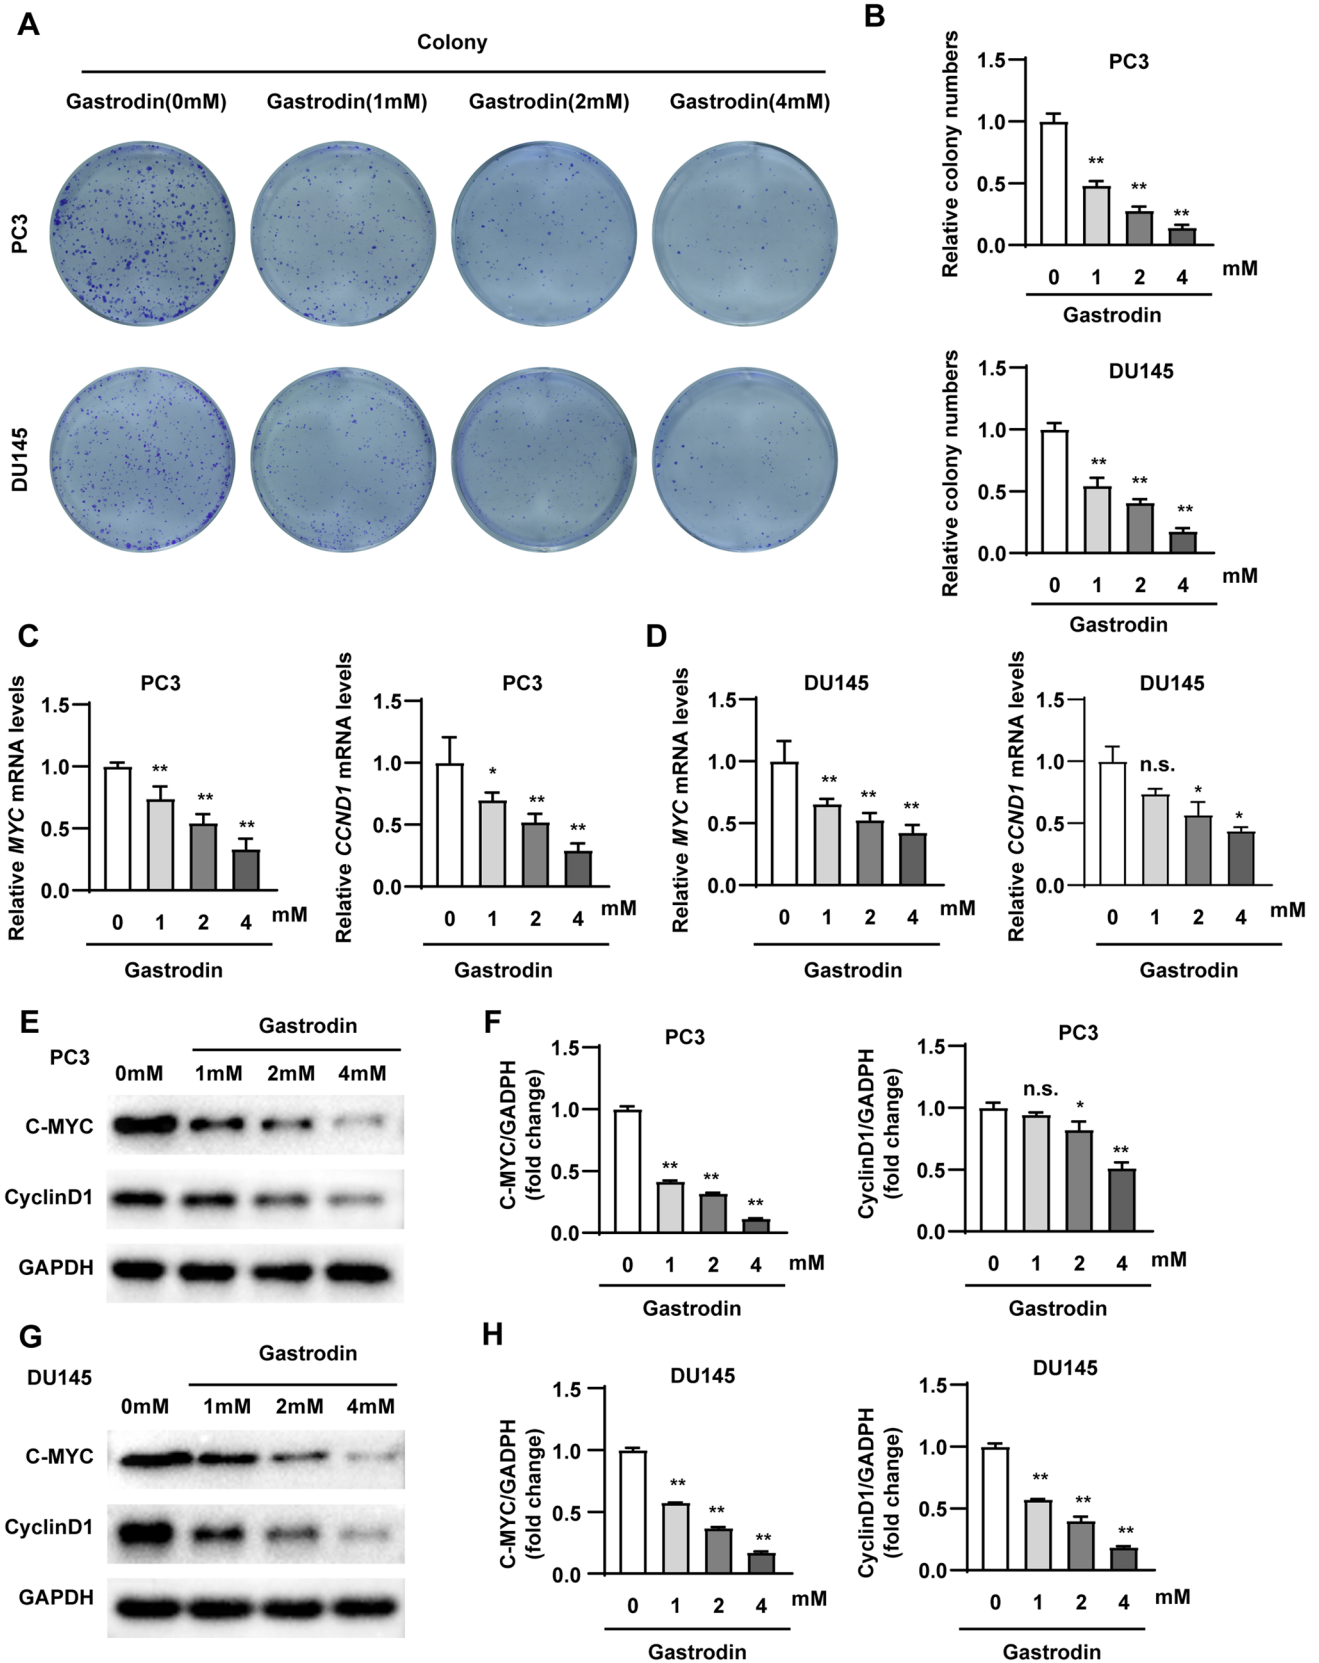 A
Colony
Gastrodin(0mM) Gastrodin(1mM) Gastrodin(2mM) Gastrodin(4mM)
PC3
DU145
B
PC3
Relative colony numbers
1.5
1.0
0.5
0.0
** ** **
0 1 2 4 mM
Gastrodin
DU145
Relative colony numbers
1.5
1.0
0.5
0.0
** ** **
0 1 2 4 mM
Gastrodin
C
PC3
Relative MYC mRNA levels
1.5
1.0
0.5
0.0
** ** **
0 1 2 4 mM
Gastrodin
PC3
Relative CCND1 mRNA levels
1.5
1.0
0.5
0.0
* ** **
0 1 2 4 mM
Gastrodin
D
DU145
Relative MYC mRNA levels
1.5
1.0
0.5
0.0
** ** **
0 1 2 4 mM
Gastrodin
DU145
Relative CCND1 mRNA levels
1.5
1.0
0.5
0.0
n.s. * *
0 1 2 4 mM
Gastrodin
E
Gastrodin
PC3
0mM 1mM 2mM 4mM
C-MYC
CyclinD1
GAPDH
F
PC3
C-MYC/GADPH
(fold change)
1.5
1.0
0.5
0.0
** ** **
0 1 2 4 mM
Gastrodin
PC3
CyclinD1/GADPH
(fold change)
1.5
1.0
0.5
0.0
n.s. * **
0 1 2 4 mM
Gastrodin
G
Gastrodin
DU145
0mM 1mM 2mM 4mM
C-MYC
CyclinD1
GAPDH
H
DU145
C-MYC/GADPH
(fold change)
1.5
1.0
0.5
0.0
** ** **
0 1 2 4 mM
Gastrodin
DU145
CyclinD1/GADPH
(fold change)
1.5
1.0
0.5
0.0
** ** **
0 1 2 4 mM
Gastrodin